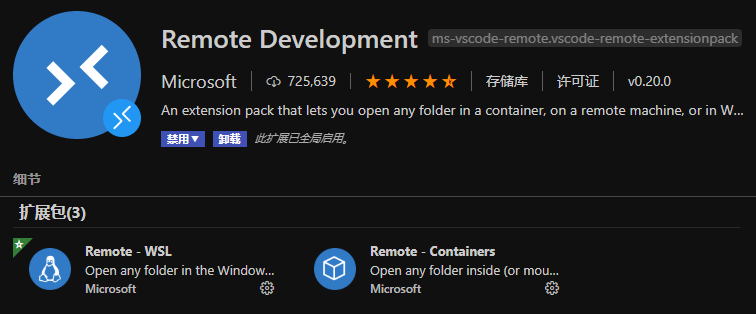 Remote Development ms-vscode-remote.vscode-remote-extensionpack
Microsoft 725,639 存储库 许可证 v0.20.0
An extension pack that lets you open any folder in a container, on a remote machine, or in W...
禁用 卸载 此扩展已全局启用。
细节
扩展包(3)
Remote - WSL
Open any folder in the Window...
Microsoft
Remote - Containers
Open any folder inside (or mou...
Microsoft